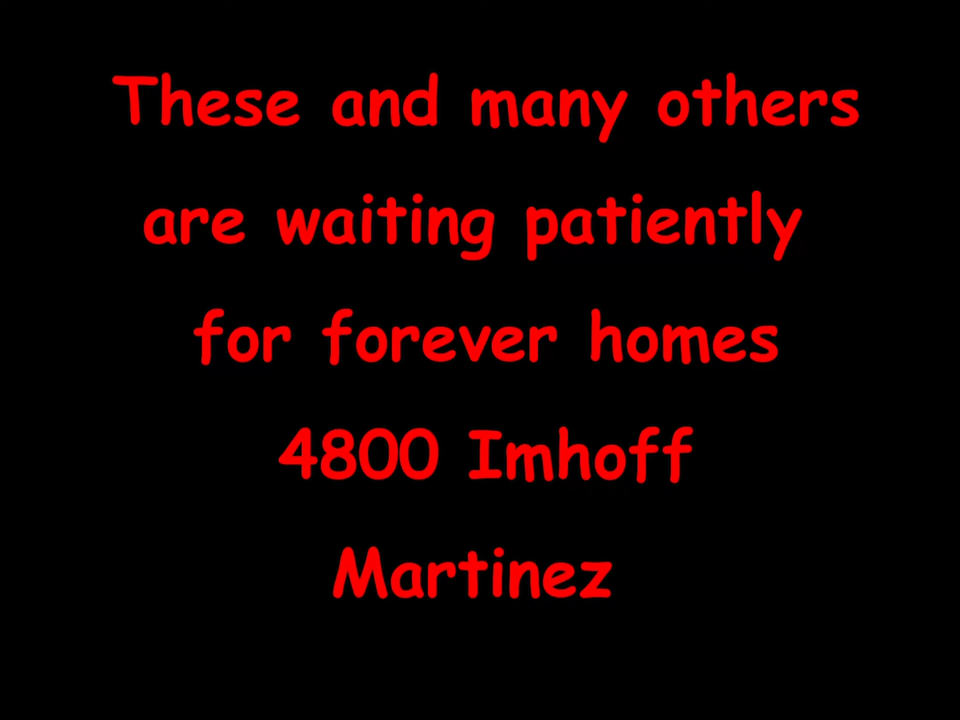 These and many others
are waiting patiently
for forever homes
4800 Imhoff
Martinez